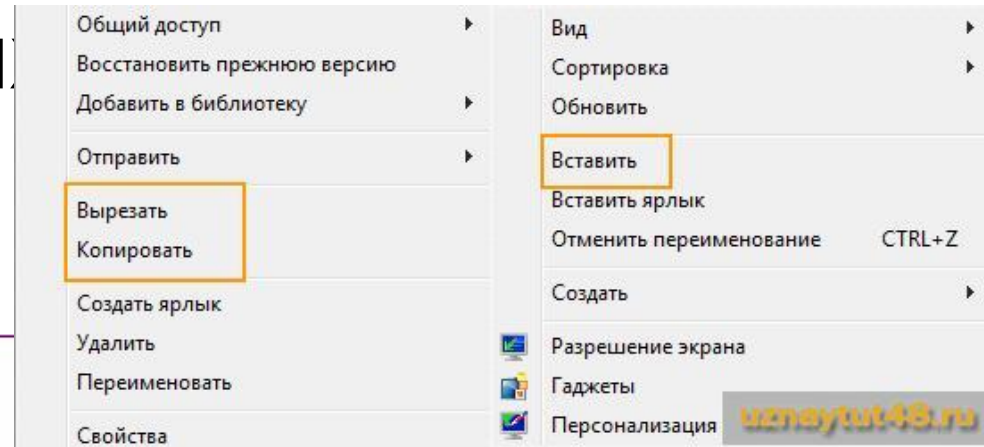 Общий доступ
Восстановить прежнюю версию
Добавить в библиотеку
Отправить
Вырезать
Копировать
Создать ярлык
Удалить
Переименовать
Свойства
Вид
Сортировка
Обновить
Вставить
Вставить ярлык
Отменить переименование CTRL+Z
Создать
Разрешение экрана
Гаджеты
Персонализация
uznaytut48.ru